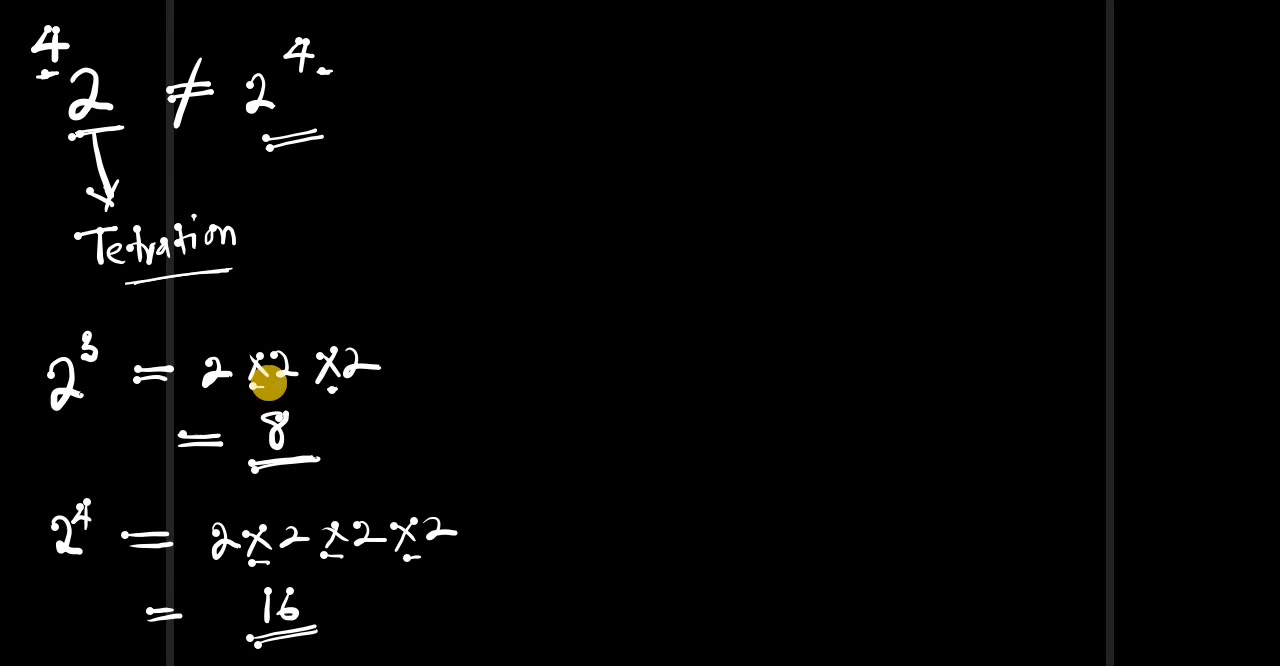 ⁴2 ≠ 2⁴
Tetration
2³ = 2 × 2 × 2
= 8
2⁴ = 2 × 2 × 2 × 2
= 16